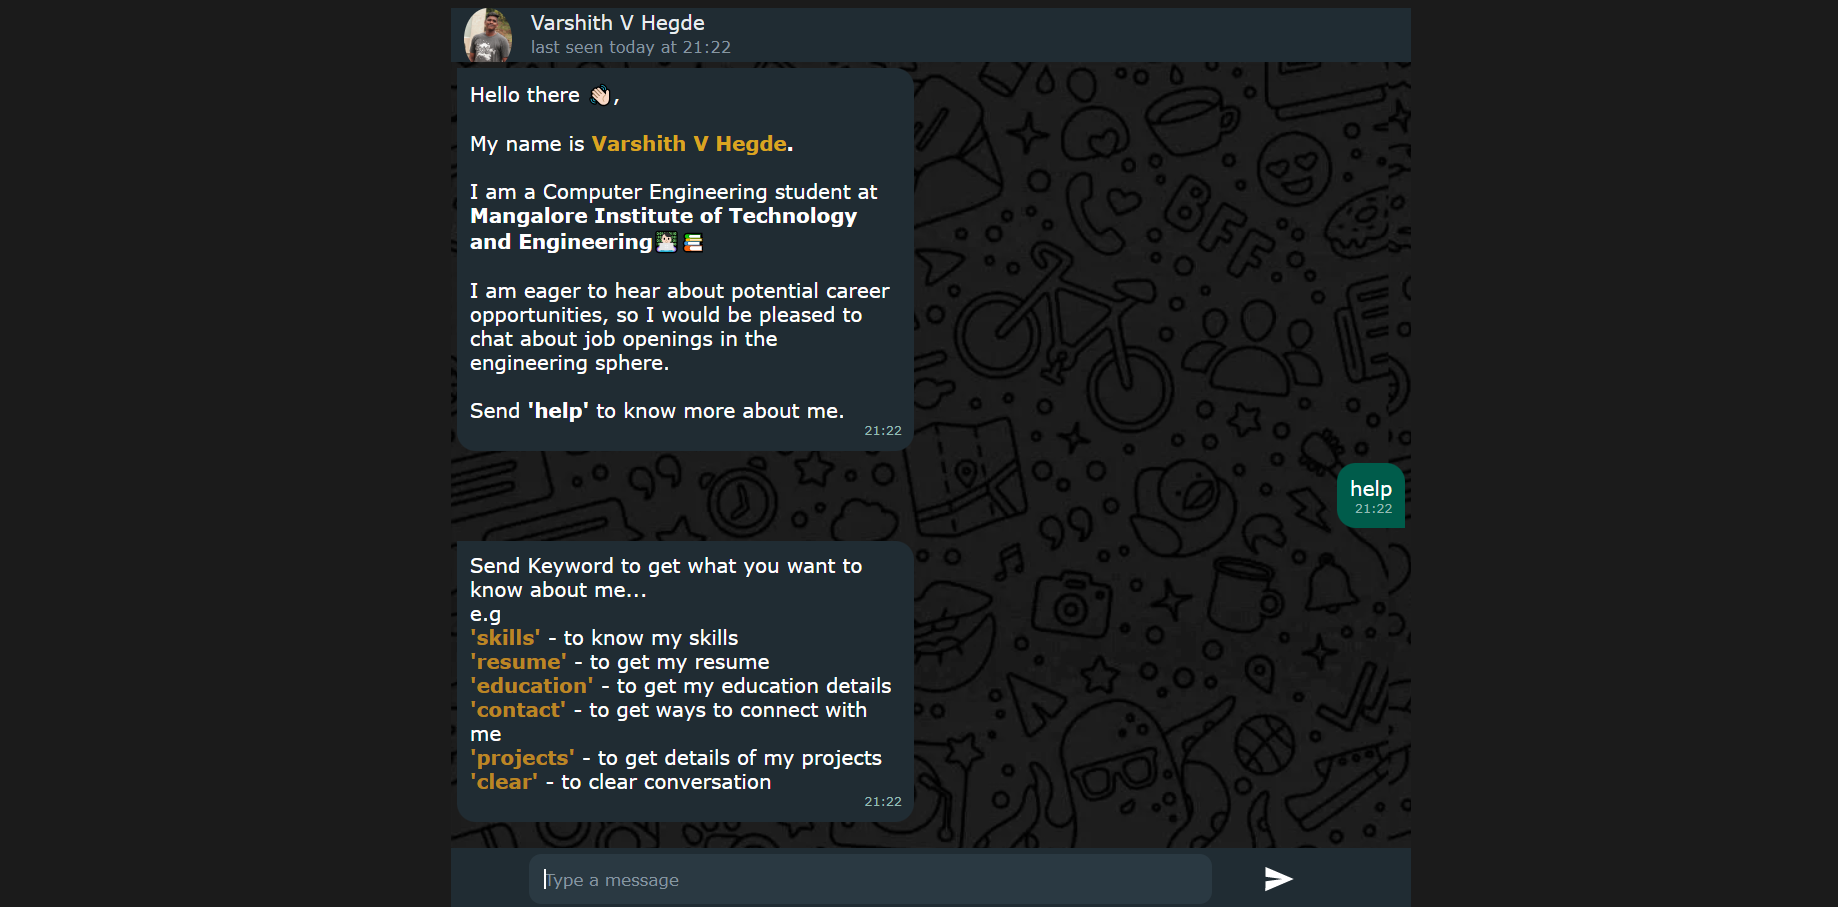 Varshith V Hegde
last seen today at 21:22
Hello there 👋🏻,
My name is Varshith V Hegde.
I am a Computer Engineering student at
Mangalore Institute of Technology
and Engineering👨🏻‍💻📚
I am eager to hear about potential career
opportunities, so I would be pleased to
chat about job openings in the
engineering sphere.
Send 'help' to know more about me.
21:22
help
21:22
Send Keyword to get what you want to
know about me...
e.g
'skills' - to know my skills
'resume' - to get my resume
'education' - to get my education details
'contact' - to get ways to connect with
me
'projects' - to get details of my projects
'clear' - to clear conversation
21:22
BFF
Type a message